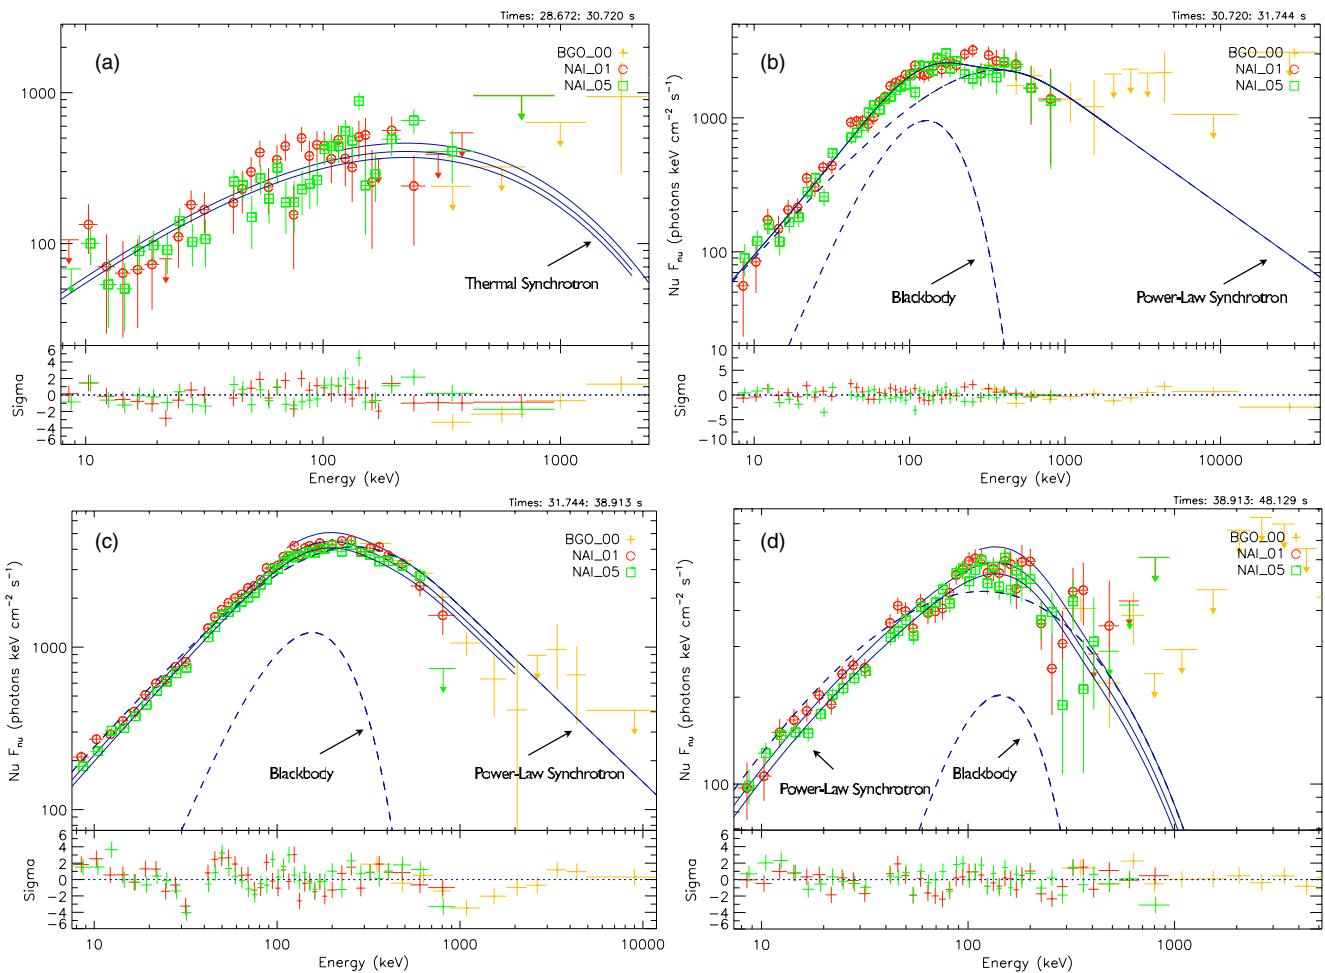 Times: 28.672: 30.720 s
(a)
BGO_00
NAI_01
NAI_05
1000
100
Thermal Synchrotron
Sigma
6
4
2
0
−2
−4
−6
10
100
1000
Energy (keV)
Times: 30.720: 31.744 s
(b)
BGO_00
NAI_01
NAI_05
Nu Fnu (photons keV cm−2 s−1)
1000
100
Blackbody
Power-Law Synchrotron
Sigma
10
5
0
−5
−10
10
100
1000
10000
Energy (keV)
Times: 31.744: 38.913 s
(c)
BGO_00
NAI_01
NAI_05
Nu Fnu (photons keV cm−2 s−1)
1000
100
Blackbody
Power-Law Synchrotron
Sigma
6
4
2
0
−2
−4
−6
10
100
1000
10000
Energy (keV)
Times: 38.913: 48.129 s
(d)
BGO_00
NAI_01
NAI_05
Nu Fnu (photons keV cm−2 s−1)
100
Power-Law Synchrotron
Blackbody
Sigma
6
4
2
0
−2
−4
−6
10
100
1000
Energy (keV)